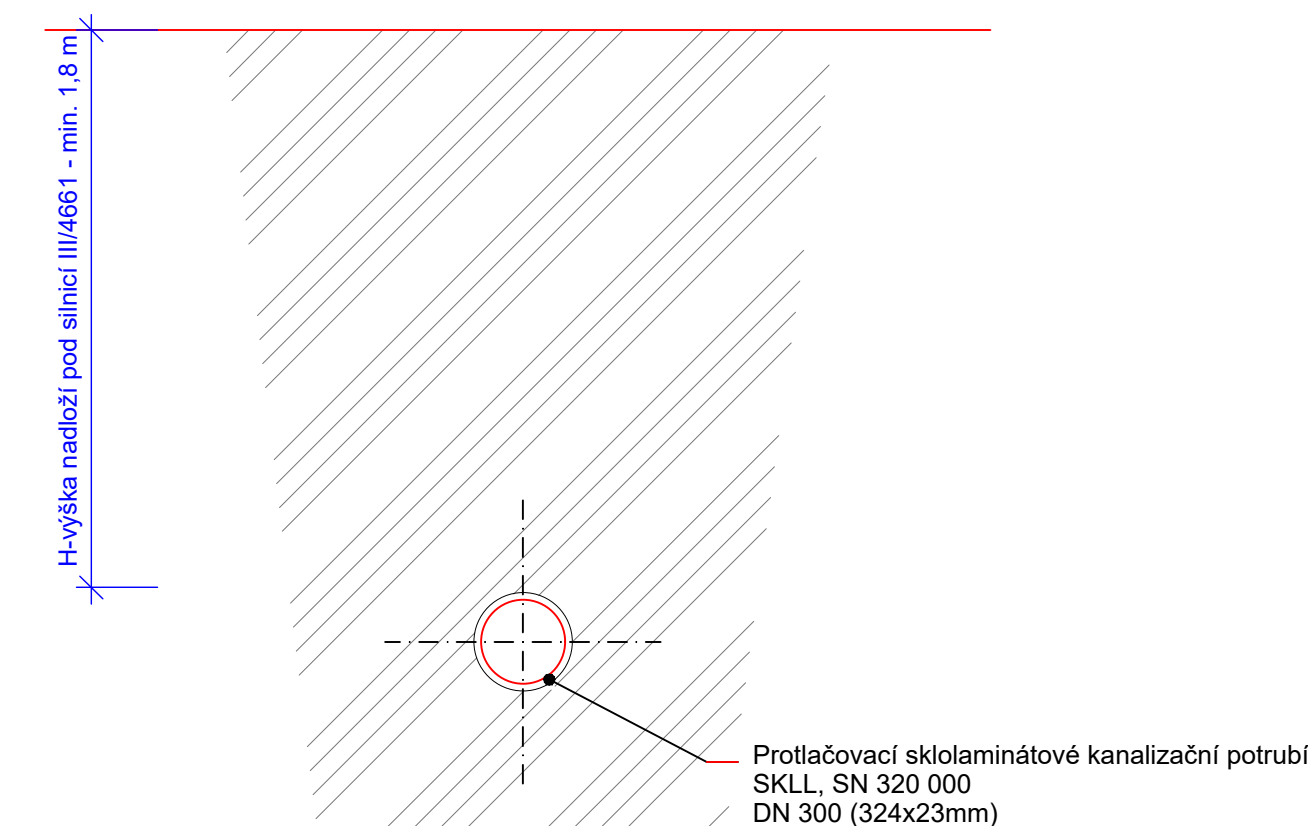 H-výška nadloží pod silnicí III/4661 - min. 1,8 m
Protlačovací sklolaminátové kanalizační potrubí
SKLL, SN 320 000
DN 300 (324x23mm)